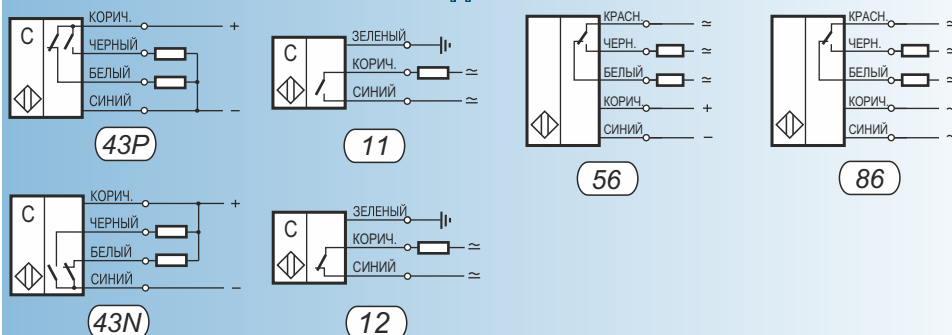 С
КОРИЧ.
+
ЧЕРНЫЙ
БЕЛЫЙ
СИНИЙ
−
43P
С
ЗЕЛЕНЫЙ
КОРИЧ.
≃
СИНИЙ
≃
11
КРАСН.
≃
ЧЕРН.
≃
БЕЛЫЙ
≃
КОРИЧ.
+
СИНИЙ
−
56
КРАСН.
ЧЕРН.
БЕЛЫЙ
КОРИЧ.
СИНИЙ
86
С
КОРИЧ.
+
ЧЕРНЫЙ
БЕЛЫЙ
СИНИЙ
−
43N
С
ЗЕЛЕНЫЙ
КОРИЧ.
≃
СИНИЙ
≃
12